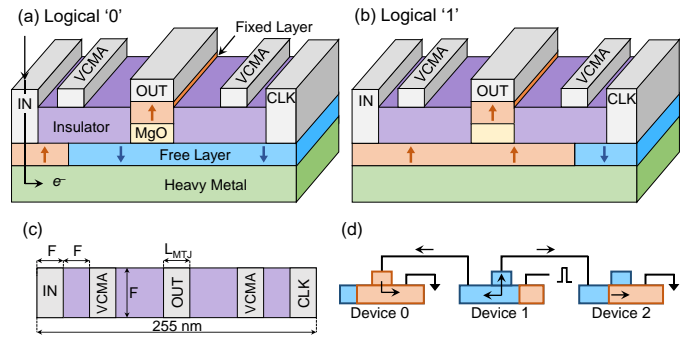 (a) Logical ‘0’
Fixed Layer
(b) Logical ‘1’
VCMA
VCMA
VCMA
VCMA
IN
OUT
CLK
IN
OUT
CLK
Insulator
MgO
Free Layer
Heavy Metal
e⁻
(c)
F
F
L_MTJ
IN
VCMA
F
OUT
VCMA
CLK
255 nm
(d)
Device 0
Device 1
Device 2